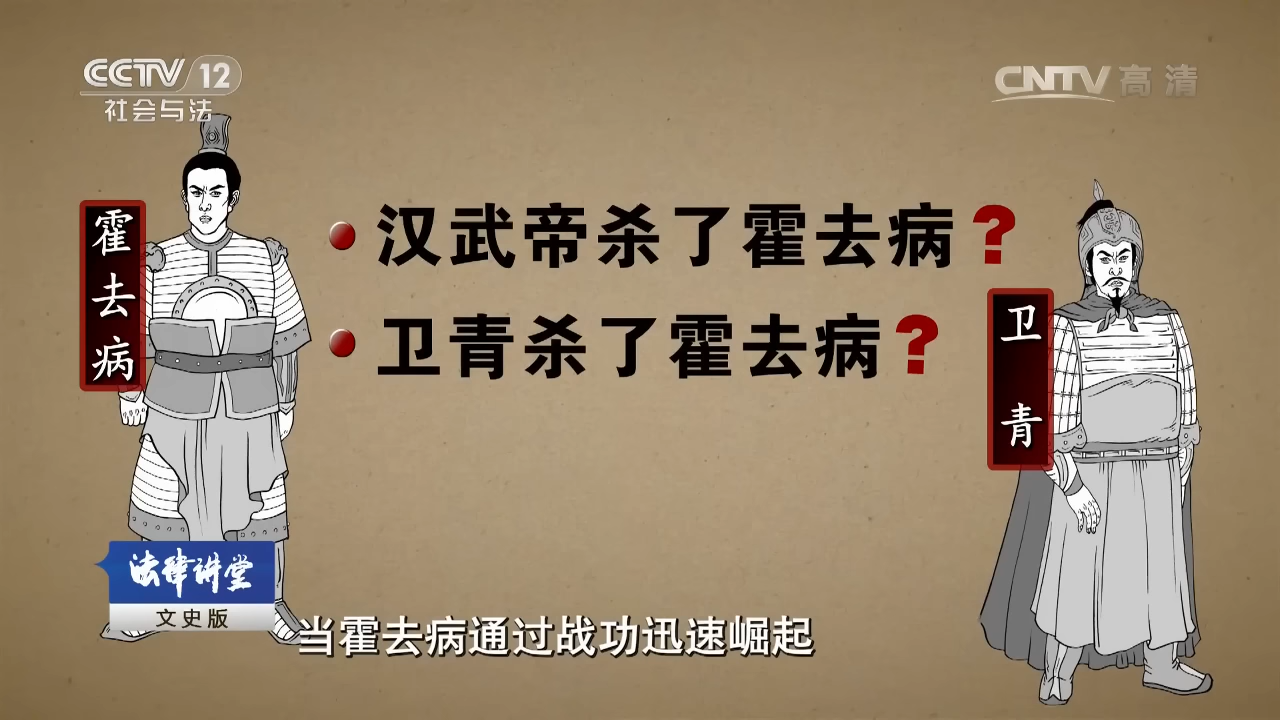 CCTV 12
社会与法
CNTV 高清
霍去病
汉武帝杀了霍去病?
卫青杀了霍去病?
卫青
法律讲堂
文史版
当霍去病通过战功迅速崛起